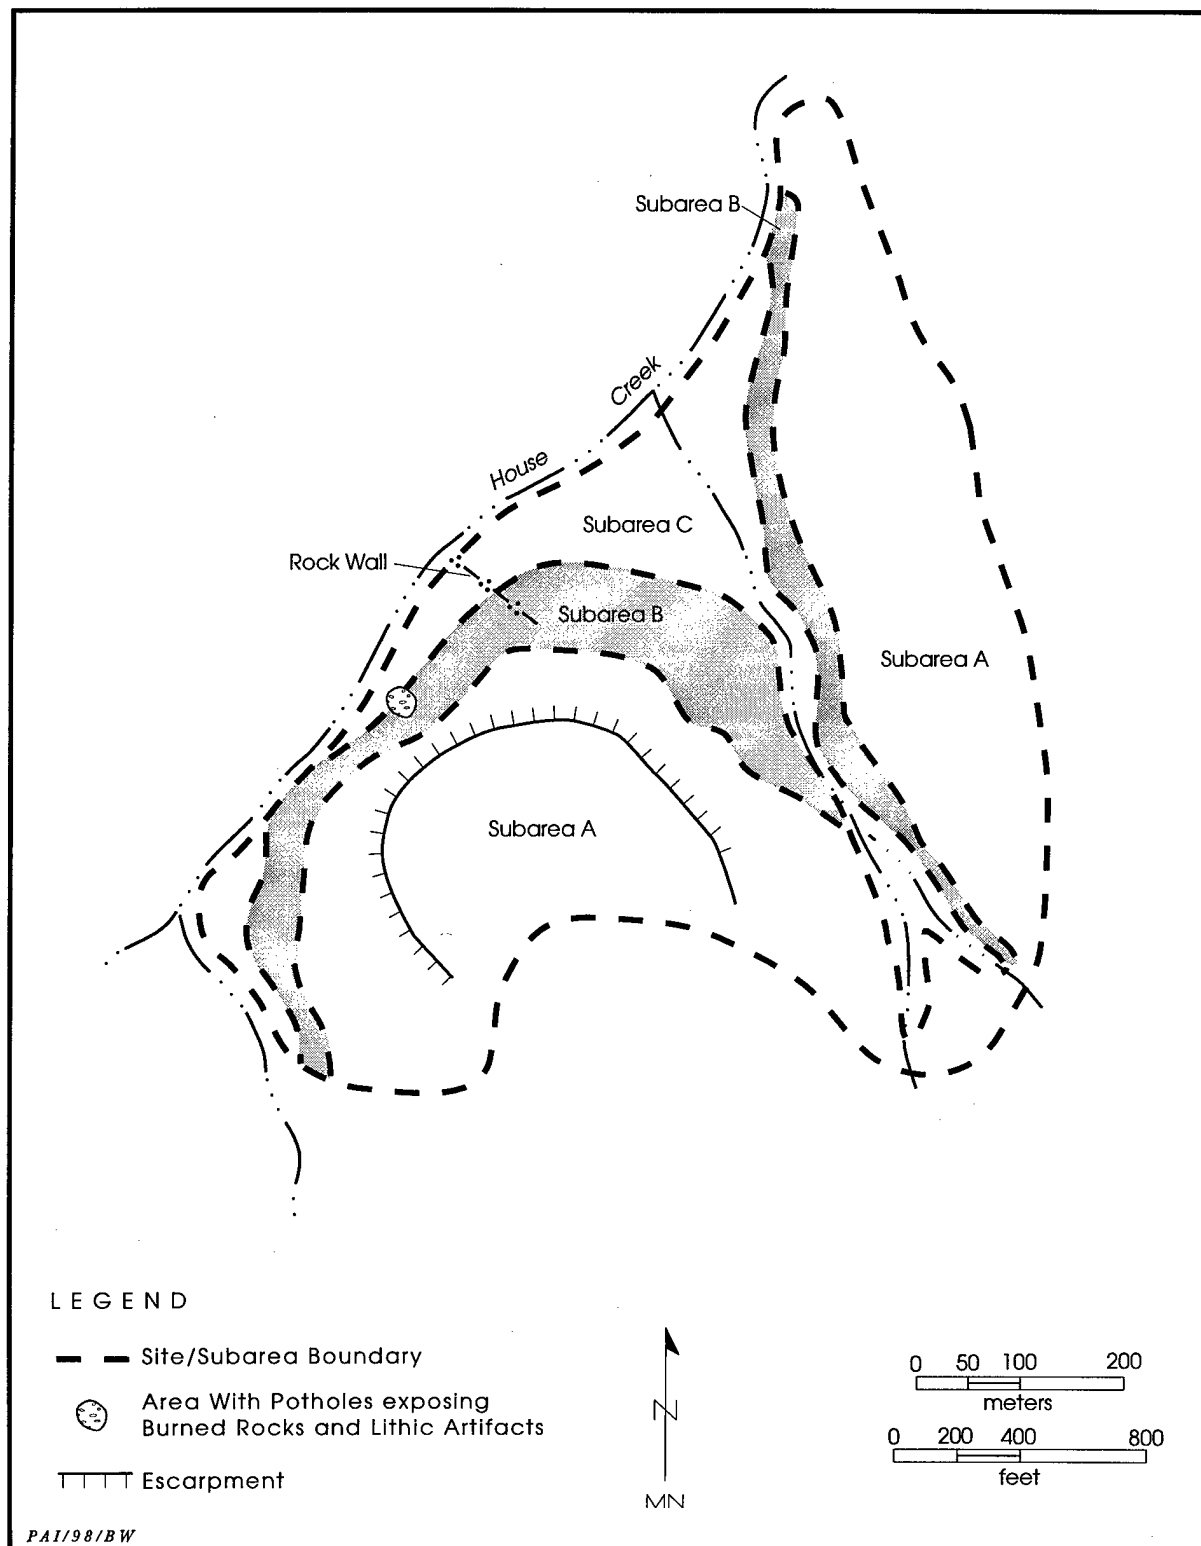 Subarea B
Creek
House
Subarea C
Rock Wall
Subarea B
Subarea A
Subarea A
LEGEND
Site/Subarea Boundary
Area With Potholes exposing
Burned Rocks and Lithic Artifacts
Escarpment
N
MN
0 50 100 200
meters
0 200 400 800
feet
PAI/98/BW